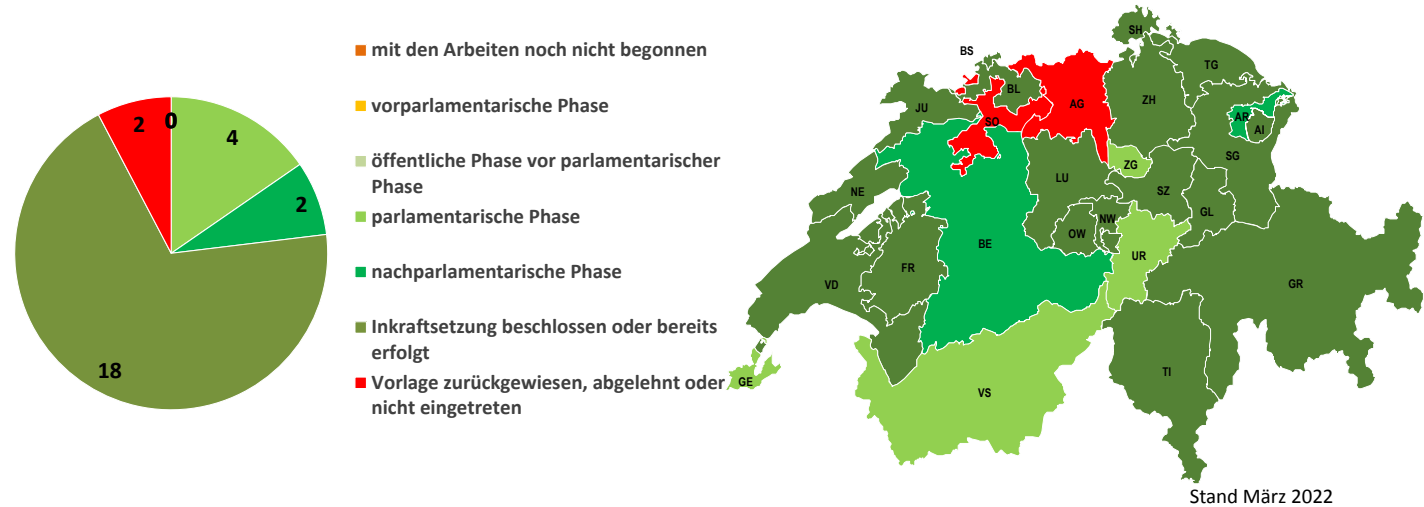 2
0
4
2
18
mit den Arbeiten noch nicht begonnen
vorparlamentarische Phase
öffentliche Phase vor parlamentarischer
Phase
parlamentarische Phase
nachparlamentarische Phase
Inkraftsetzung beschlossen oder bereits
erfolgt
Vorlage zurückgewiesen, abgelehnt oder
nicht eingetreten
SH
BS
TG
BL
JU
AG
ZH
SO
AR
AI
ZG
SG
LU
NE
SZ
GL
NW
OW
BE
UR
FR
VD
GR
TI
GE
VS
Stand März 2022